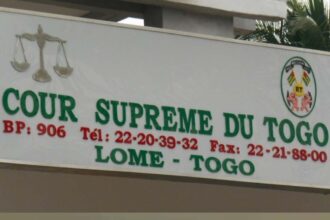 COUR SUPREME DU TOGO
BP: 906 Tél: 22-20-39-32 Fax: 22-21-88-00
LOME - TOGO